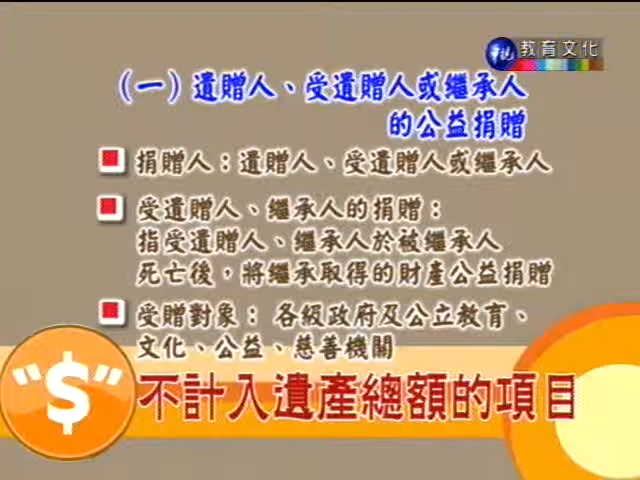 華視 教育文化
(一)遺贈人、受遺贈人或繼承人
的公益捐贈
捐贈人:遺贈人、受遺贈人或繼承人
受遺贈人、繼承人的捐贈:
指受遺贈人、繼承人於被繼承人
死亡後,將繼承取得的財產公益捐贈
受贈對象: 各級政府及公立教育、
文化、公益、慈善機關
"$"
不計入遺產總額的項目